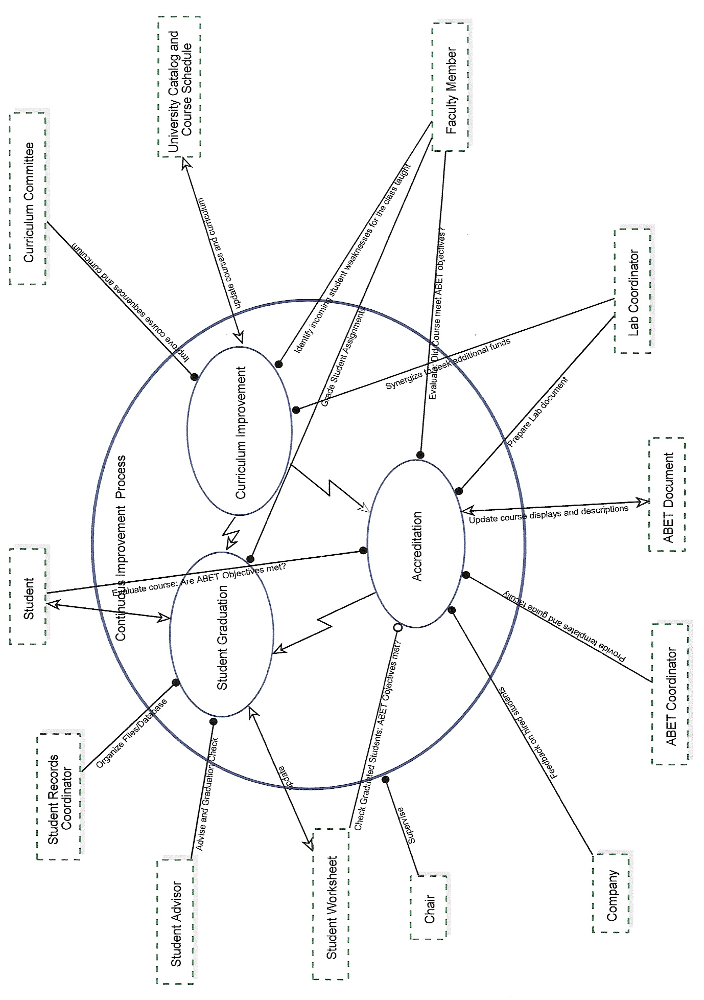 Student Advisor
Student Records
Coordinator
Student
Curriculum Committee
University Catalog and
Course Schedule
Faculty Member
Lab Coordinator
ABET Document
ABET Coordinator
Company
Chair
Student Worksheet
Continuous Improvement Process
Student Graduation
Curriculum Improvement
Accreditation
Advise and Graduation Check
Organize Files/Database
Evaluate course: Are ABET Objectives met?
Improve course sequences and curriculum
update courses and curriculum
Identify incoming student weaknesses for the class taught
Grade Student Assignments
Evaluate: Did Course meet ABET objectives?
Synergize to seek additional funds
Prepare Lab document
Update course displays and descriptions
Provide templates and guide faculty
Feedback on hired students
Supervise
Check Graduated Students: ABET Objectives met?
update